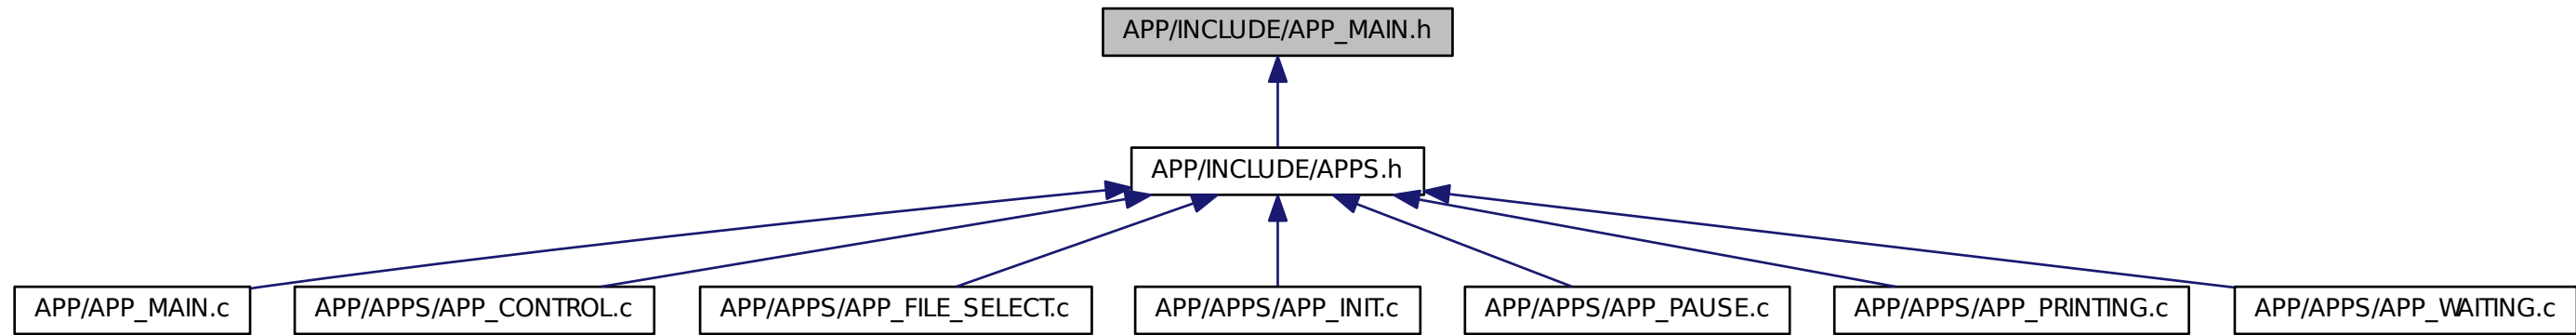 APP/INCLUDE/APP_MAIN.h
APP/INCLUDE/APPS.h
APP/APP_MAIN.c
APP/APPS/APP_CONTROL.c
APP/APPS/APP_FILE_SELECT.c
APP/APPS/APP_INIT.c
APP/APPS/APP_PAUSE.c
APP/APPS/APP_PRINTING.c
APP/APPS/APP_WAITING.c